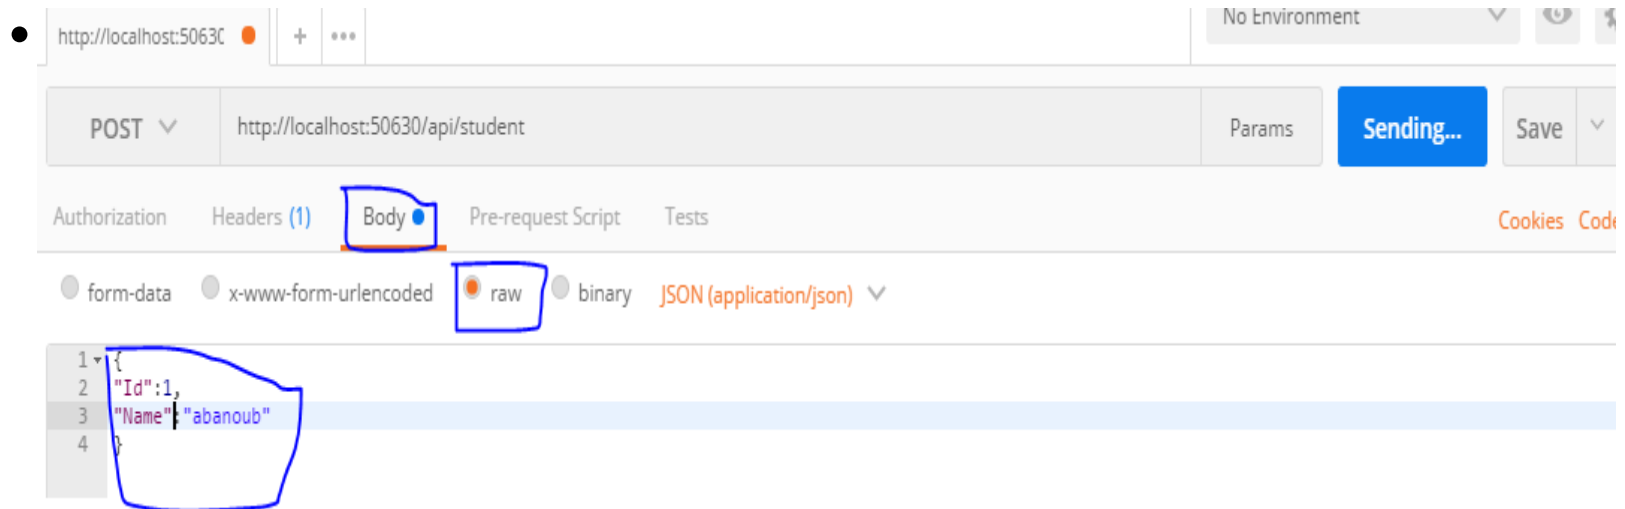 No Environment
http://localhost:5063
+ •••
POST http://localhost:50630/api/student Params Sending... Save
Authorization Headers (1) Body Pre-request Script Tests Cookies Code
form-data x-www-form-urlencoded raw binary JSON (application/json)
1 {
2 "Id":1,
3 "Name":"abanoub"
4 }